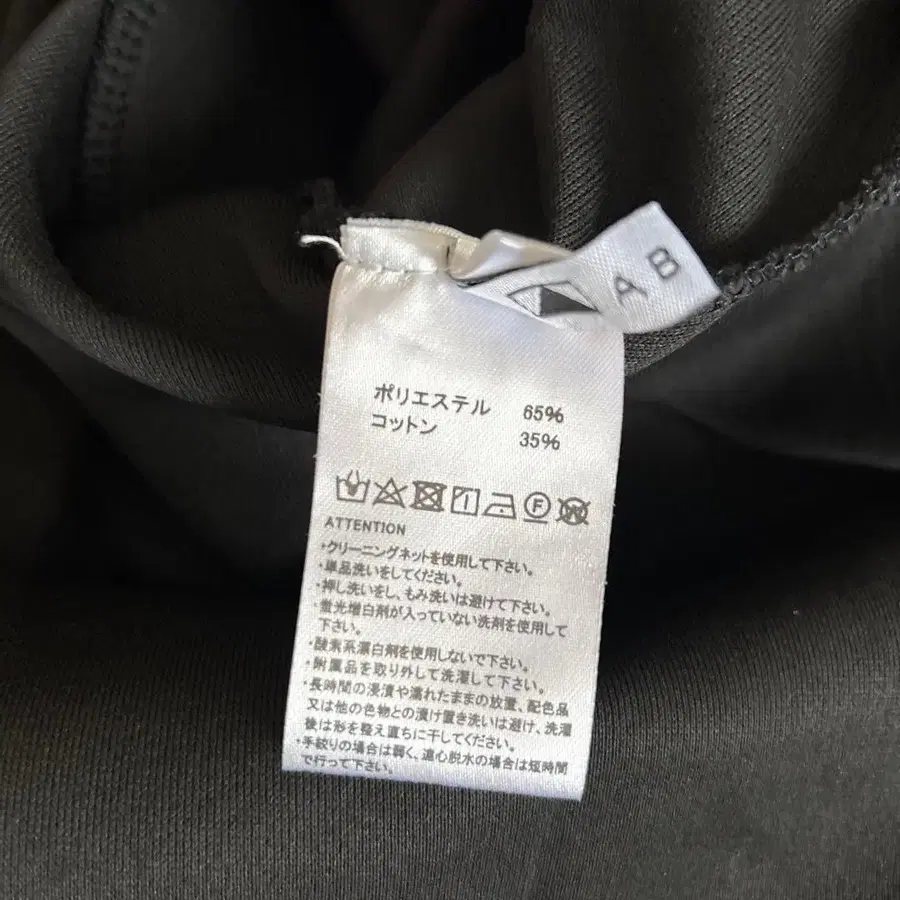 AB
ポリエステル 65%
コットン 35%
F
W
ATTENTION
・クリーニングネットを使用して下さい。
・単品洗いをしてください。
・押し洗いをし、もみ洗いは避けて下さい。
・蛍光増白剤が入っていない洗剤を使用して
下さい。
・酸素系漂白剤を使用しないで下さい。
・附属品を取り外して洗濯して下さい。
・長時間の浸漬や濡れたままの放置、配色品
又は他の色物との漬け置き洗いは避け、洗濯
後は形を整え直ちに干してください。
・手絞りの場合は弱く、遠心脱水の場合は短時間
で行って下さい。